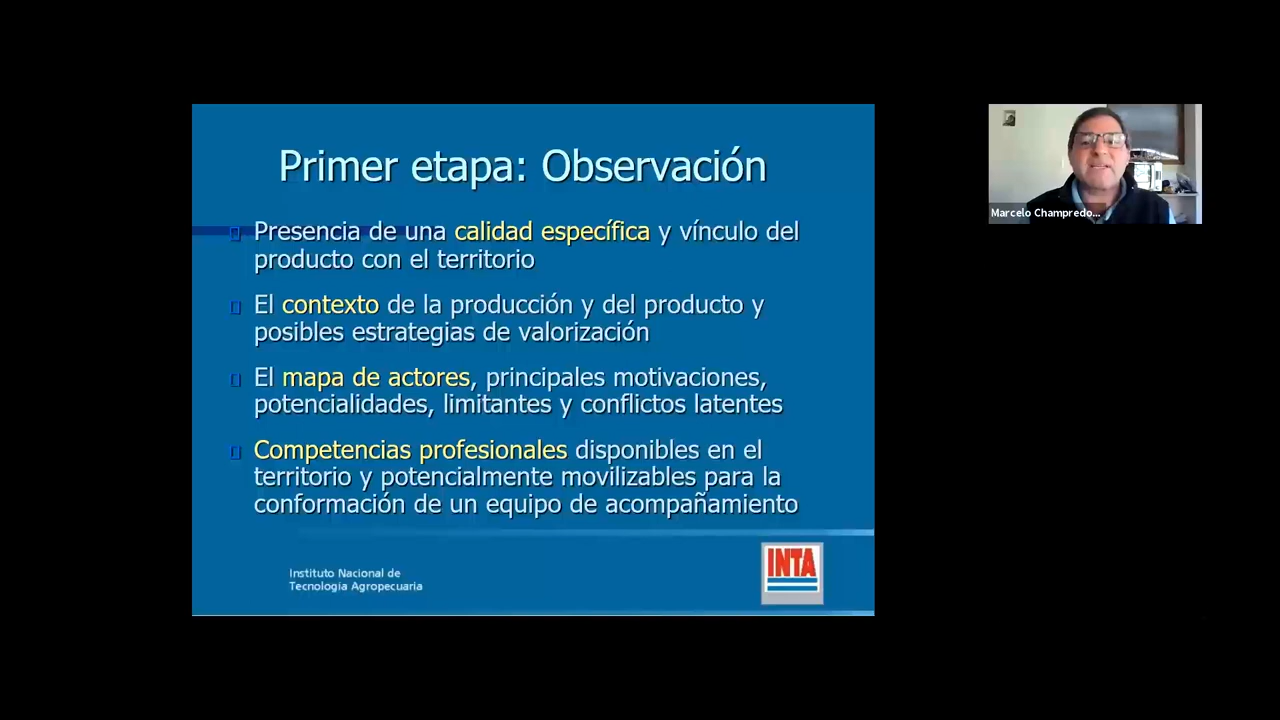 Primer etapa: Observación
Presencia de una calidad específica y vínculo del
producto con el territorio
El contexto de la producción y del producto y
posibles estrategias de valorización
El mapa de actores, principales motivaciones,
potencialidades, limitantes y conflictos latentes
Competencias profesionales disponibles en el
territorio y potencialmente movilizables para la
conformación de un equipo de acompañamiento
Instituto Nacional de
Tecnología Agropecuaria
INTA
Marcelo Champredo...